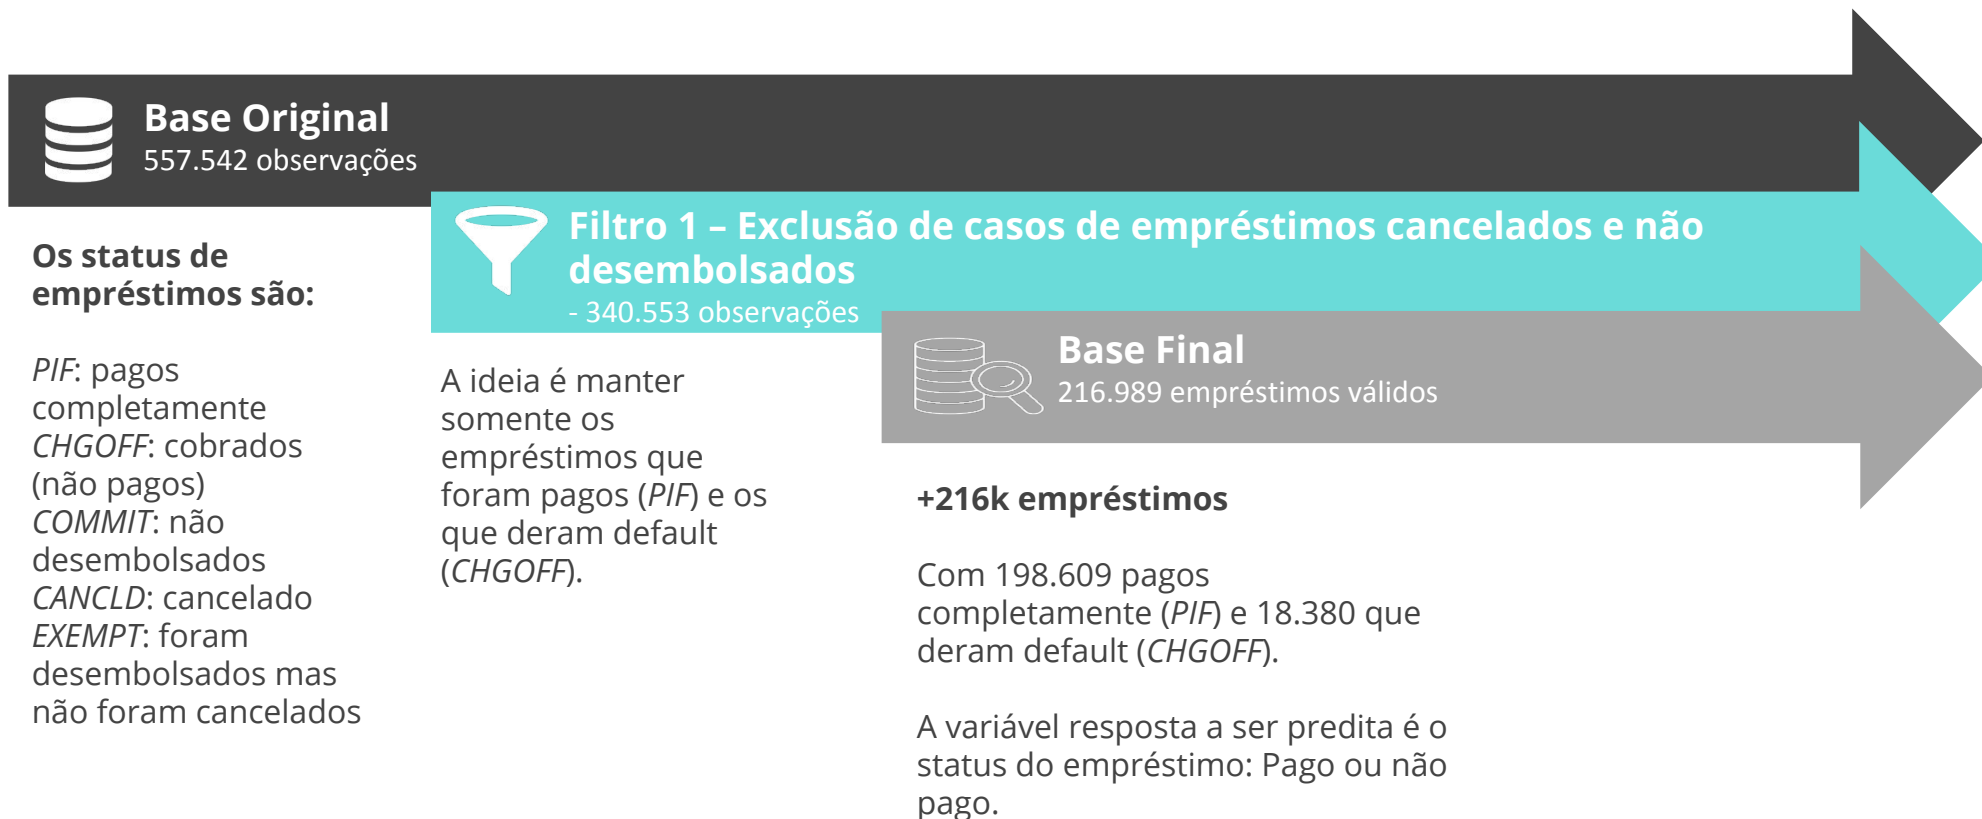 Base Original
557.542 observações
Filtro 1 – Exclusão de casos de empréstimos cancelados e não
desembolsados
- 340.553 observações
Base Final
216.989 empréstimos válidos
Os status de
empréstimos são:
PIF: pagos
completamente
CHGOFF: cobrados
(não pagos)
COMMIT: não
desembolsados
CANCLD: cancelado
EXEMPT: foram
desembolsados mas
não foram cancelados
A ideia é manter
somente os
empréstimos que
foram pagos (PIF) e os
que deram default
(CHGOFF).
+216k empréstimos
Com 198.609 pagos
completamente (PIF) e 18.380 que
deram default (CHGOFF).
A variável resposta a ser predita é o
status do empréstimo: Pago ou não
pago.